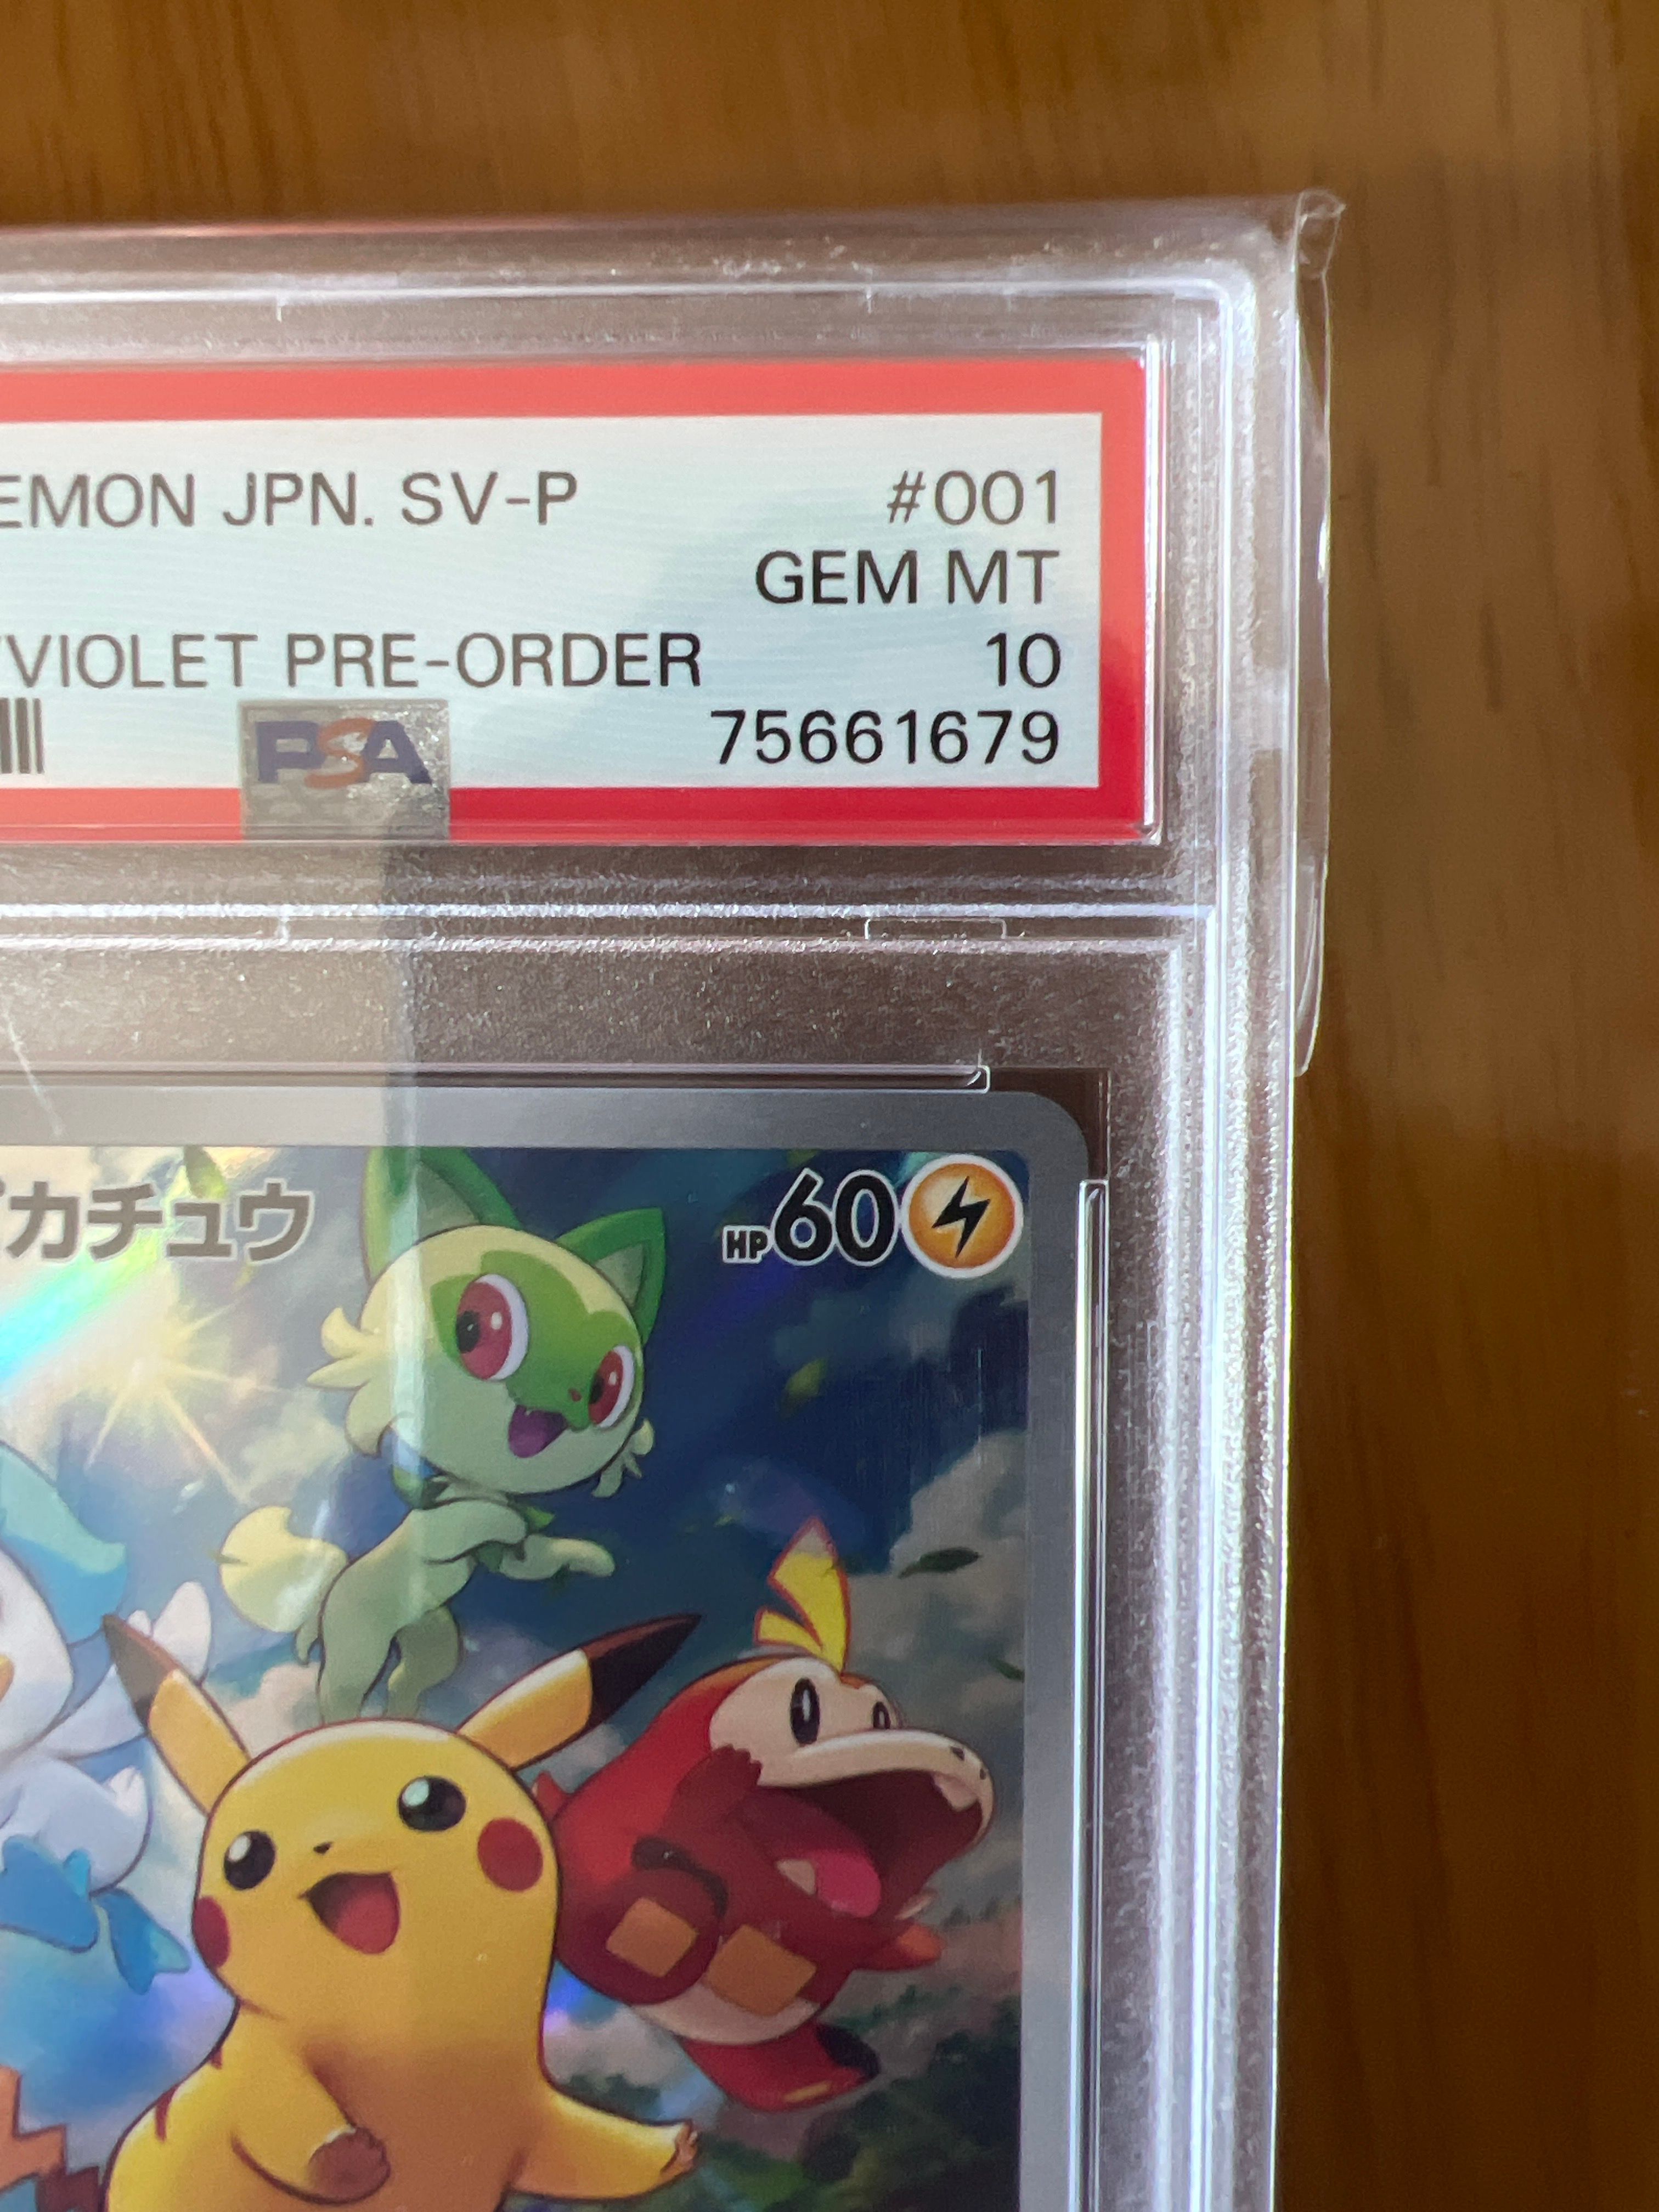 EMON JPN. SV-P #001
GEM MT
/VIOLET PRE-ORDER 10
PSA 75661679
カチュウ HP60